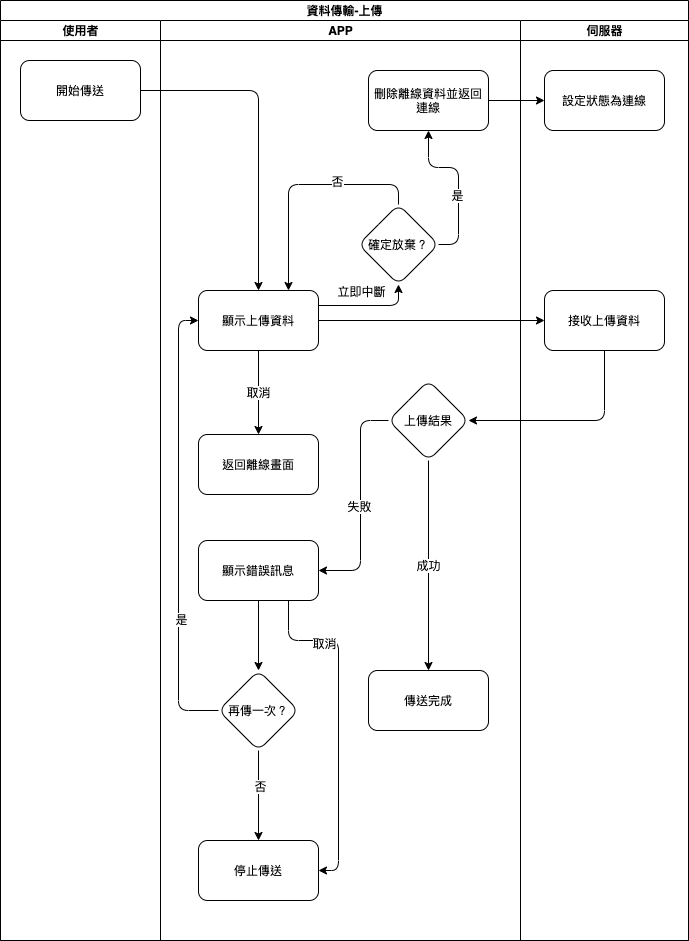 資料傳輸-上傳
使用者
APP
伺服器
開始傳送
刪除離線資料並返回
連線
設定狀態為連線
否
是
確定放棄？
立即中斷
顯示上傳資料
接收上傳資料
取消
上傳結果
返回離線畫面
失敗
成功
顯示錯誤訊息
是
取消
再傳一次？
傳送完成
否
停止傳送